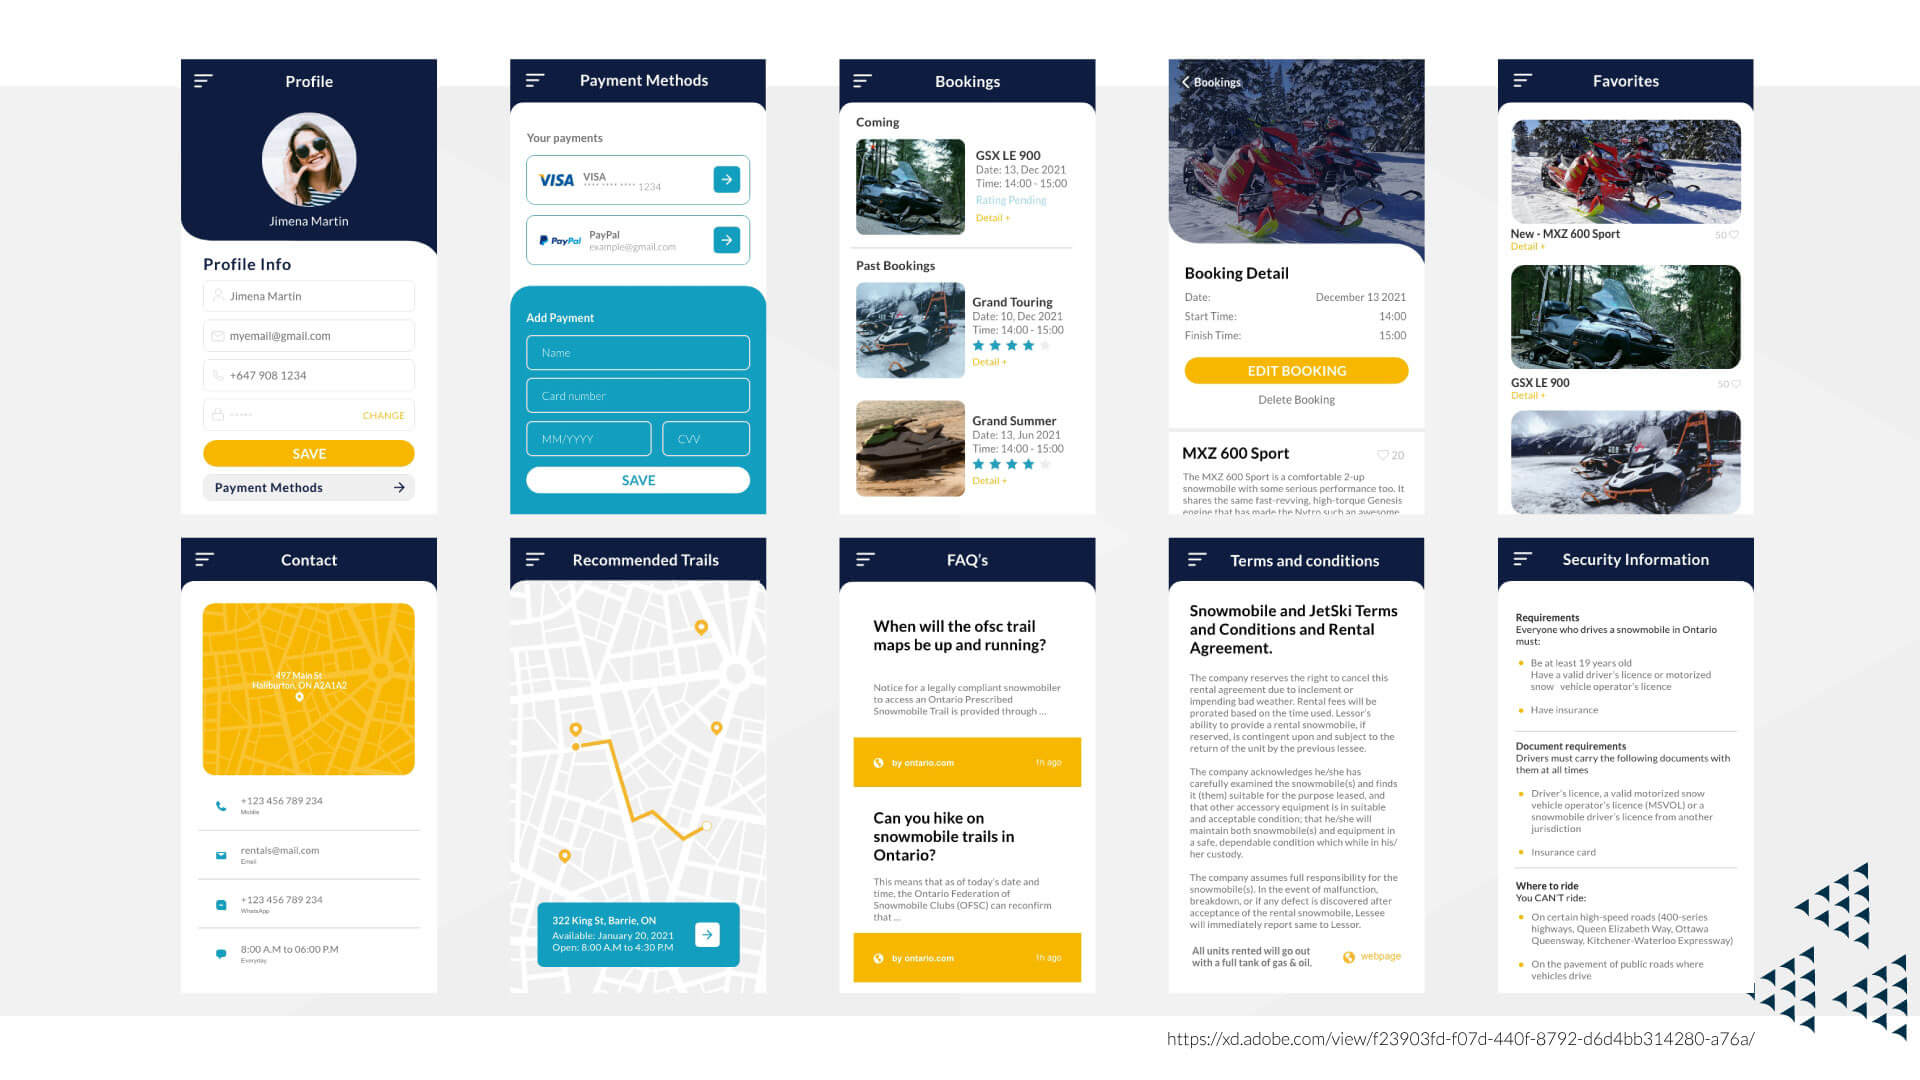 Profile
Jimena Martin
Profile Info
Jimena Martin
myemail@gmail.com
+647 908 1234
•••••
CHANGE
SAVE
Payment Methods
Payment Methods
Your payments
VISA
VISA
•••• •••• •••• 1234
PayPal
PayPal
example@gmail.com
Add Payment
Name
Card number
MM/YYYY
CVV
SAVE
Bookings
Coming
GSX LE 900
Date: 13, Dec 2021
Time: 14:00 - 15:00
Rating Pending
Detail +
Past Bookings
Grand Touring
Date: 10, Dec 2021
Time: 14:00 - 15:00
Detail +
Grand Summer
Date: 13, Jun 2021
Time: 14:00 - 15:00
Detail +
Bookings
Booking Detail
Date: December 13 2021
Start Time: 14:00
Finish Time: 15:00
EDIT BOOKING
Delete Booking
MXZ 600 Sport
20
The MXZ 600 Sport is a comfortable 2-up
snowmobile with some serious performance too. It
shares the same fast-revving, high-torque Genesis
engine that has made the Nytro such an awesome
Favorites
New - MXZ 600 Sport
50
Detail +
GSX LE 900
50
Detail +
Contact
497 Main St
Haliburton, ON A2A1A2
+123 456 789 234
Mobile
rentals@mail.com
Email
+123 456 789 234
WhatsApp
8:00 A.M to 06:00 P.M
Everyday
Recommended Trails
322 King St, Barrie, ON
Available: January 20, 2021
Open: 8:00 A.M to 4:30 P.M
FAQ's
When will the ofsc trail
maps be up and running?
Notice for a legally compliant snowmobiler
to access an Ontario Prescribed
Snowmobile Trail is provided through ...
by ontario.com
1h ago
Can you hike on
snowmobile trails in
Ontario?
This means that as of today's date and
time, the Ontario Federation of
Snowmobile Clubs (OFSC) can reconfirm
that ...
by ontario.com
1h ago
Terms and conditions
Snowmobile and JetSki Terms
and Conditions and Rental
Agreement.
The company reserves the right to cancel this
rental agreement due to inclement or
impending bad weather. Rental fees will be
prorated based on the time used. Lessor's
ability to provide a rental snowmobile, if
reserved, is contingent upon and subject to the
return of the unit by the previous lessee.
The company acknowledges he/she has
carefully examined the snowmobile(s) and finds
it (them) suitable for the purpose leased, and
that other accessory equipment is in suitable
and acceptable condition; that he/she will
maintain both snowmobile(s) and equipment in
a safe, dependable condition which while in his/
her custody.
The company assumes full responsibility for the
snowmobile(s). In the event of malfunction,
breakdown, or if any defect is discovered after
acceptance of the rental snowmobile, Lessee
will immediately report same to Lessor.
All units rented will go out
with a full tank of gas & oil.
webpage
Security Information
Requirements
Everyone who drives a snowmobile in Ontario
must:
• Be at least 19 years old
Have a valid driver's licence or motorized
snow vehicle operator's licence
• Have insurance
Document requirements
Drivers must carry the following documents with
them at all times
• Driver's licence, a valid motorized snow
vehicle operator's licence (MSVOL) or a
snowmobile driver's licence from another
jurisdiction
• Insurance card
Where to ride
You CAN'T ride:
• On certain high-speed roads (400-series
highways, Queen Elizabeth Way, Ottawa
Queensway, Kitchener-Waterloo Expressway)
• On the pavement of public roads where
vehicles drive
https://xd.adobe.com/view/f23903fd-f07d-440f-8792-d6d4bb314280-a76a/